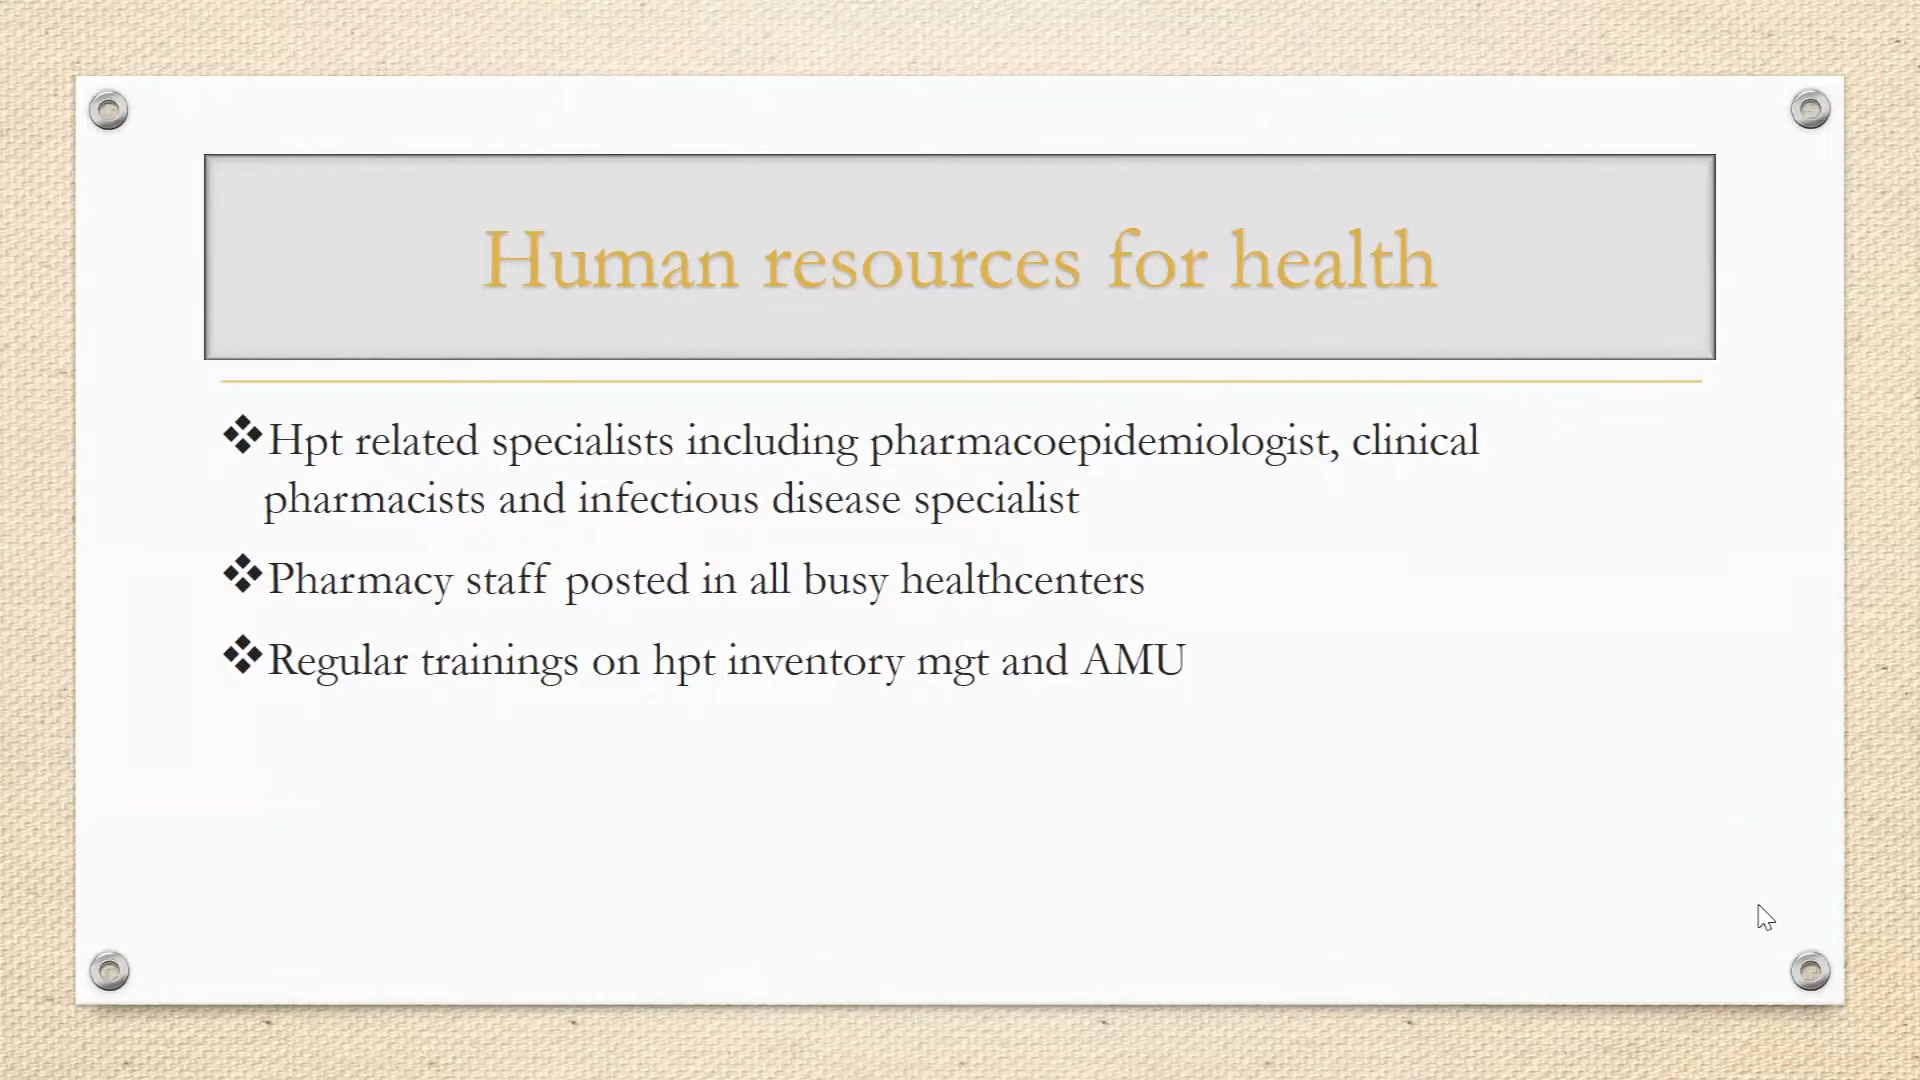 Human resources for health
❖Hpt related specialists including pharmacoepidemiologist, clinical
pharmacists and infectious disease specialist
❖Pharmacy staff posted in all busy healthcenters
❖Regular trainings on hpt inventory mgt and AMU